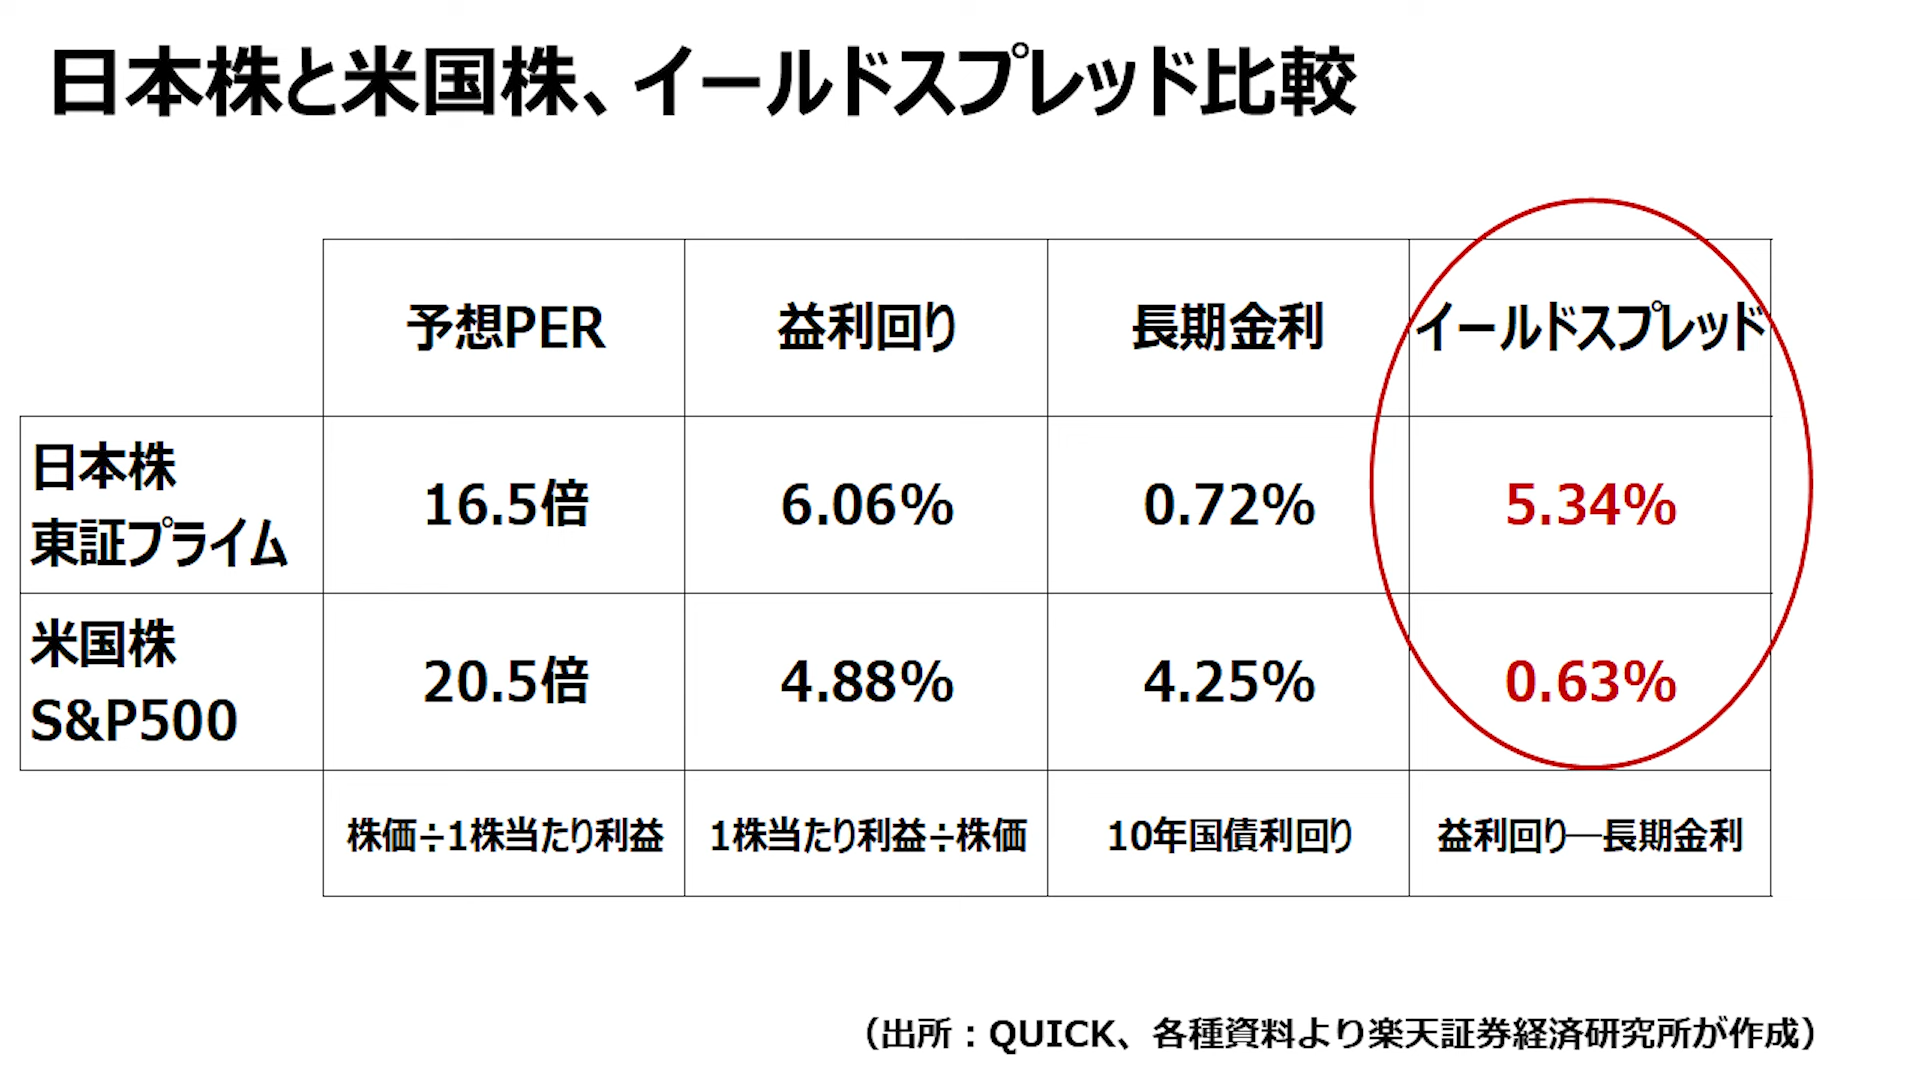 日本株と米国株、イールドスプレッド比較
予想PER 益利回り 長期金利 イールドスプレッド
日本株
東証プライム
16.5倍 6.06% 0.72% 5.34%
米国株
S&P500
20.5倍 4.88% 4.25% 0.63%
株価÷1株当たり利益 1株当たり利益÷株価 10年国債利回り 益利回り―長期金利
（出所：QUICK、各種資料より楽天証券経済研究所が作成）